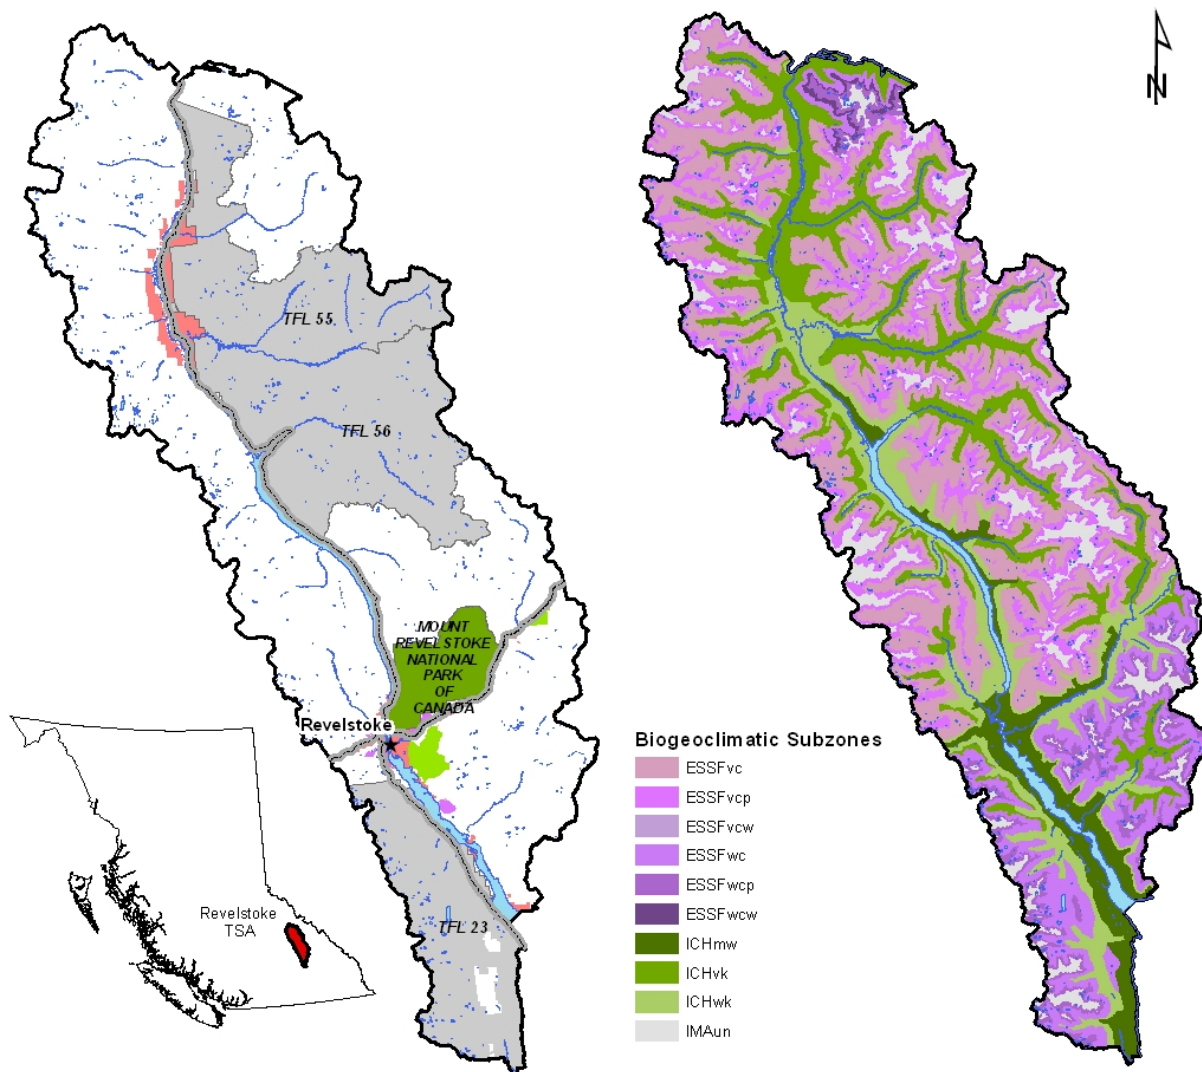 N
TFL 55
TFL 56
MOUNT
REVELSTOKE
NATIONAL
PARK
OF
CANADA
Revelstoke
TFL 23
Revelstoke
TSA
Biogeoclimatic Subzones
ESSFvc
ESSFvcp
ESSFvcw
ESSFwc
ESSFwcp
ESSFwcw
ICHmw
ICHvk
ICHwk
IMAun